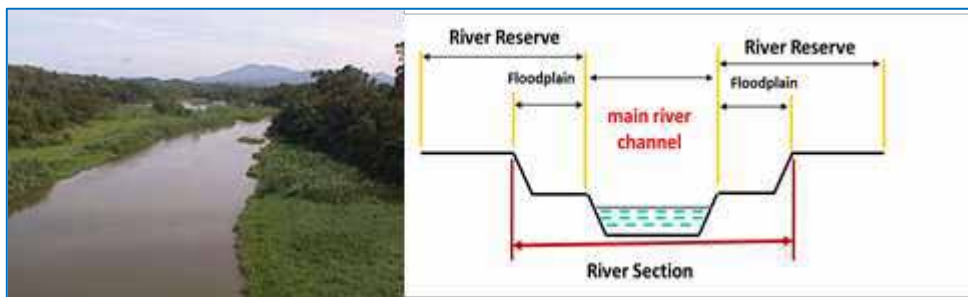 River Reserve
River Reserve
Floodplain
Floodplain
main river
channel
River Section